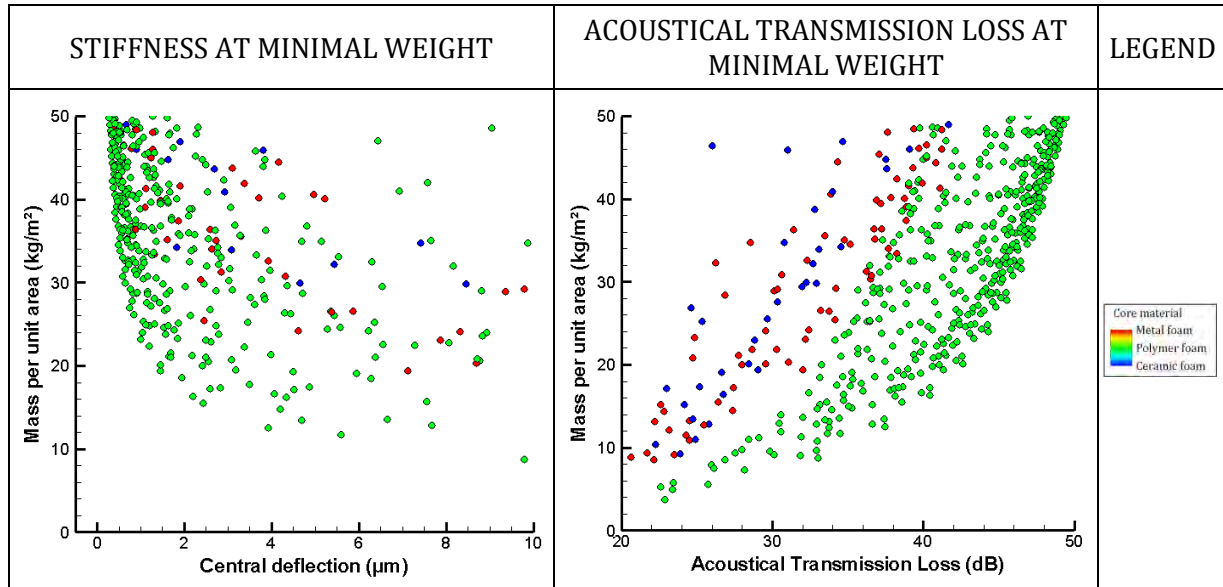 STIFFNESS AT MINIMAL WEIGHT
ACOUSTICAL TRANSMISSION LOSS AT
MINIMAL WEIGHT
LEGEND
50
40
30
20
10
0
Mass per unit area (kg/m²)
0 2 4 6 8 10
Central deflection (µm)
50
40
30
20
10
0
Mass per unit area (kg/m²)
20 30 40 50
Acoustical Transmission Loss (dB)
Core material
Metal foam
Polymer foam
Ceramic foam